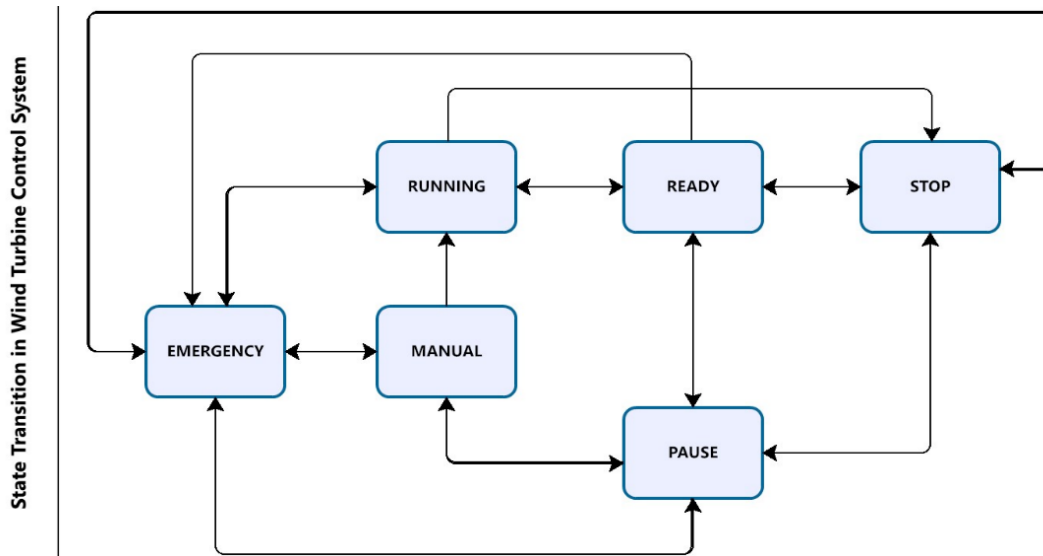 State Transition in Wind Turbine Control System
RUNNING
READY
STOP
EMERGENCY
MANUAL
PAUSE